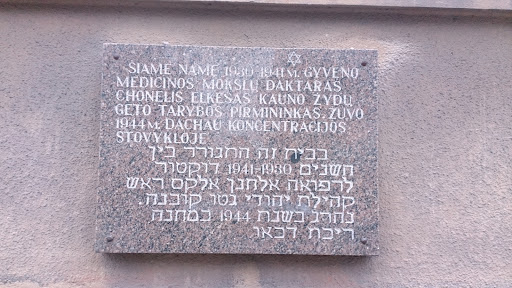 ŠIAME NAME 1930-1941 M. GYVENO
MEDICINOS MOKSLŲ DAKTARAS
CHONELIS ELKESAS KAUNO ŽYDŲ
GETO TARYBOS PIRMININKAS, ŽUVO
1944 M. DACHAU KONCENTRACIJOS
STOVYKLOJE
בבית זה התגורר בין
השנים 1941-1930 דוקטור
לרפואה אלחנן אלקס ראש
קהילת יהודי גטו קובנה.
נהרג בשנת 1944 במחנה
ריכוז דכאו